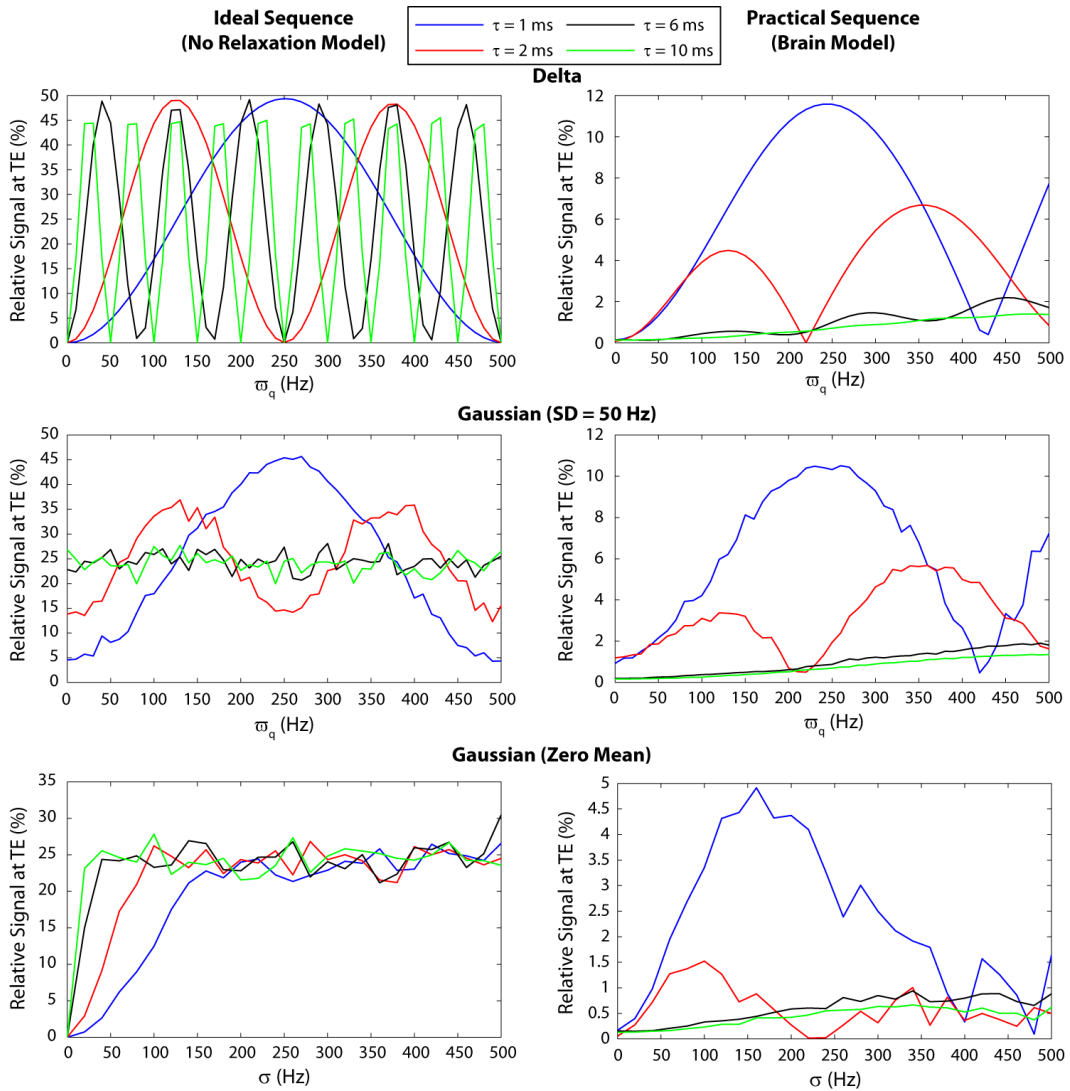 Ideal Sequence
(No Relaxation Model)
τ = 1 ms
τ = 6 ms
τ = 2 ms
τ = 10 ms
Practical Sequence
(Brain Model)
Delta
Relative Signal at TE (%)
50
45
40
35
30
25
20
15
10
5
0
0 50 100 150 200 250 300 350 400 450 500
ϖq (Hz)
Relative Signal at TE (%)
12
10
8
6
4
2
0
0 50 100 150 200 250 300 350 400 450 500
ϖq (Hz)
Gaussian (SD = 50 Hz)
Relative Signal at TE (%)
50
45
40
35
30
25
20
15
10
5
0
0 50 100 150 200 250 300 350 400 450 500
ϖq (Hz)
Relative Signal at TE (%)
12
10
8
6
4
2
0
0 50 100 150 200 250 300 350 400 450 500
ϖq (Hz)
Gaussian (Zero Mean)
Relative Signal at TE (%)
35
30
25
20
15
10
5
0
0 50 100 150 200 250 300 350 400 450 500
σ (Hz)
Relative Signal at TE (%)
5
4.5
4
3.5
3
2.5
2
1.5
1
0.5
0
0 50 100 150 200 250 300 350 400 450 500
σ (Hz)